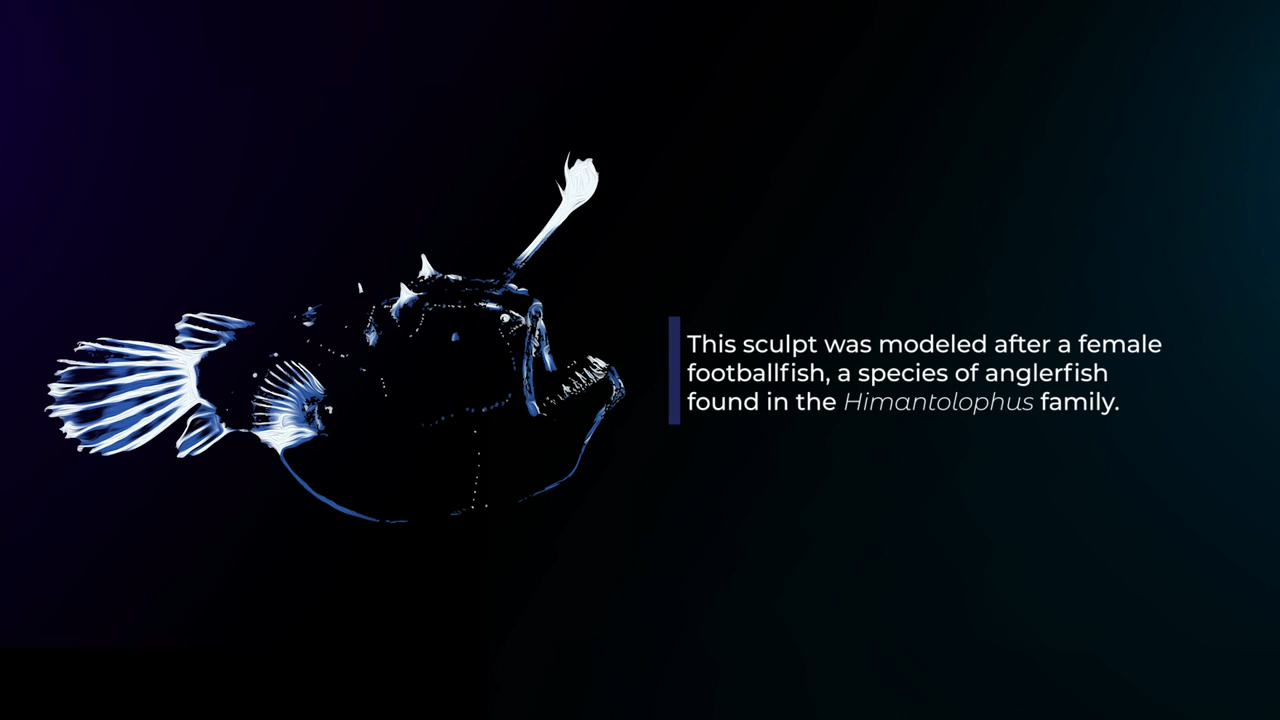 This sculpt was modeled after a female
footballfish, a species of anglerfish
found in the Himantolophus family.